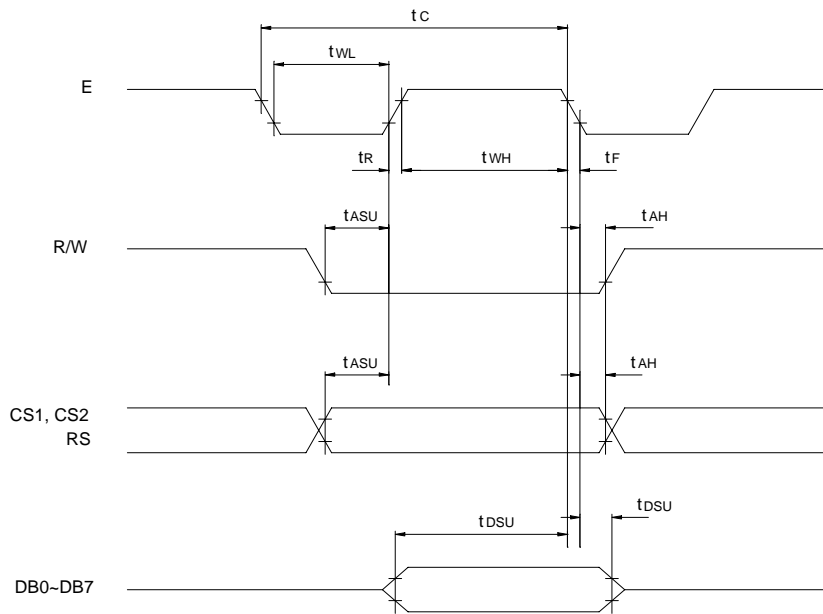 tC
tWL
E
tR
tWH
tF
tASU
tAH
R/W
tASU
tAH
CS1, CS2
RS
tDSU
tDSU
DB0~DB7